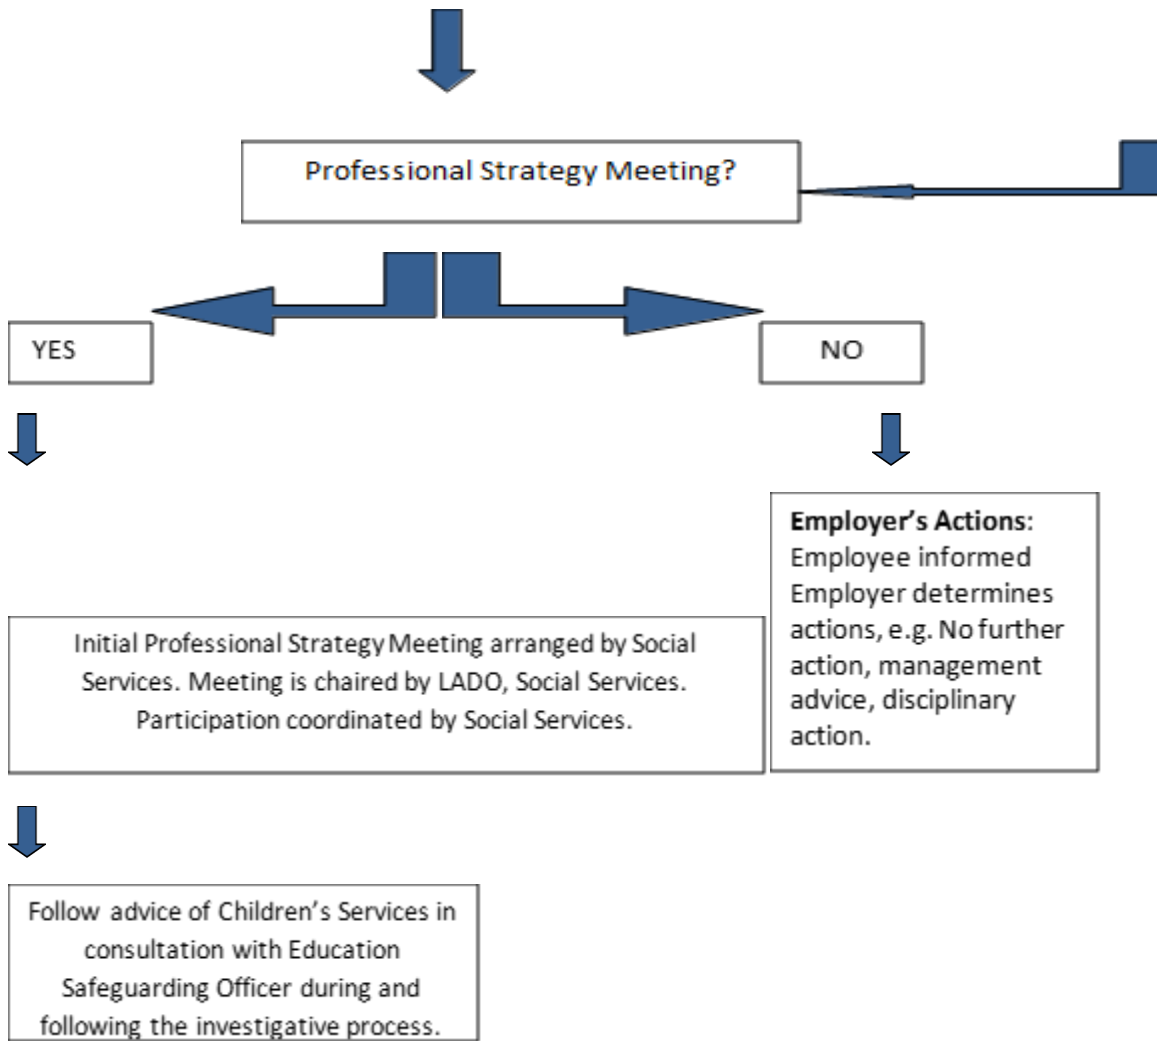 Professional Strategy Meeting?
YES
NO
Employer’s Actions:
Employee informed
Employer determines
actions, e.g. No further
action, management
advice, disciplinary
action.
Initial Professional Strategy Meeting arranged by Social
Services. Meeting is chaired by LADO, Social Services.
Participation coordinated by Social Services.
Follow advice of Children’s Services in
consultation with Education
Safeguarding Officer during and
following the investigative process.